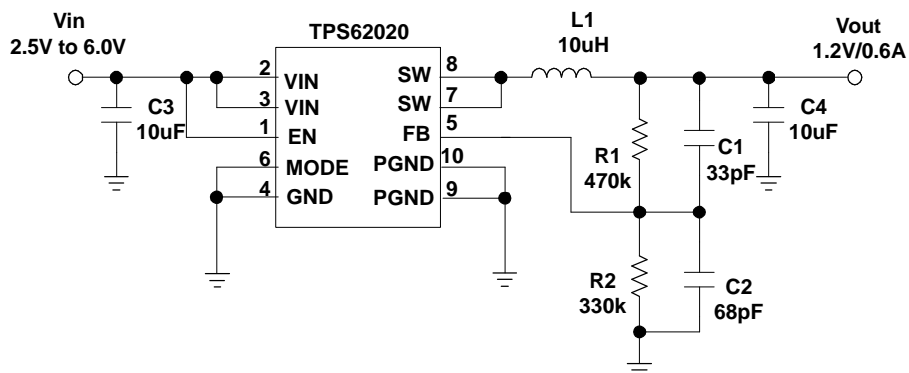 Vin
2.5V to 6.0V
TPS62020
L1
10uH
Vout
1.2V/0.6A
2
VIN
3
VIN
1
EN
6
MODE
4
GND
SW
8
SW
7
FB
5
PGND
10
PGND
9
C3
10uF
R1
470k
C1
33pF
C4
10uF
R2
330k
C2
68pF